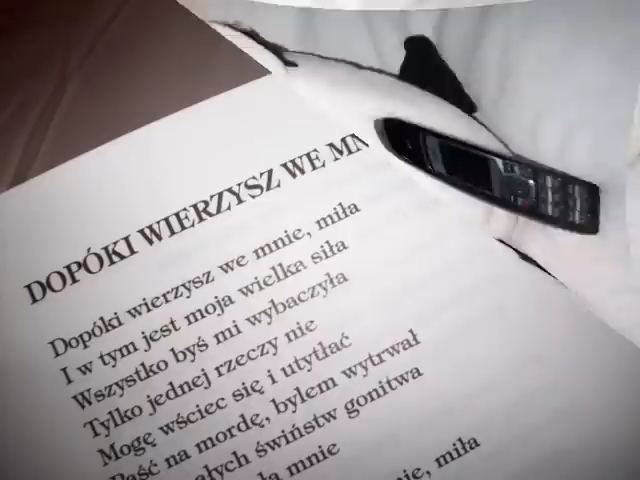 DOPÓKI WIERZYSZ WE MN
Dopóki wierzysz we mnie, miła
I w tym jest moja wielka siła
Wszystko byś mi wybaczyła
Tylko jednej rzeczy nie
Mogę wściec się i utytłać
Paść na mordę, bylem wytrwał
świństw gonitwa
mnie
miła